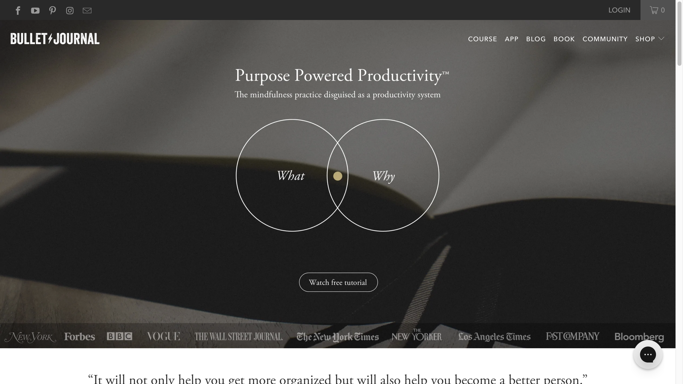 LOGIN
0
BULLET JOURNAL
COURSE APP BLOG BOOK COMMUNITY SHOP
Purpose Powered Productivity™
The mindfulness practice disguised as a productivity system
What
Why
Watch free tutorial
NEW YORK Forbes BBC VOGUE THE WALL STREET JOURNAL The New York Times THE NEW YORKER Los Angeles Times FAST COMPANY Bloomberg
“It will not only help you get more organized but will also help you become a better person.”